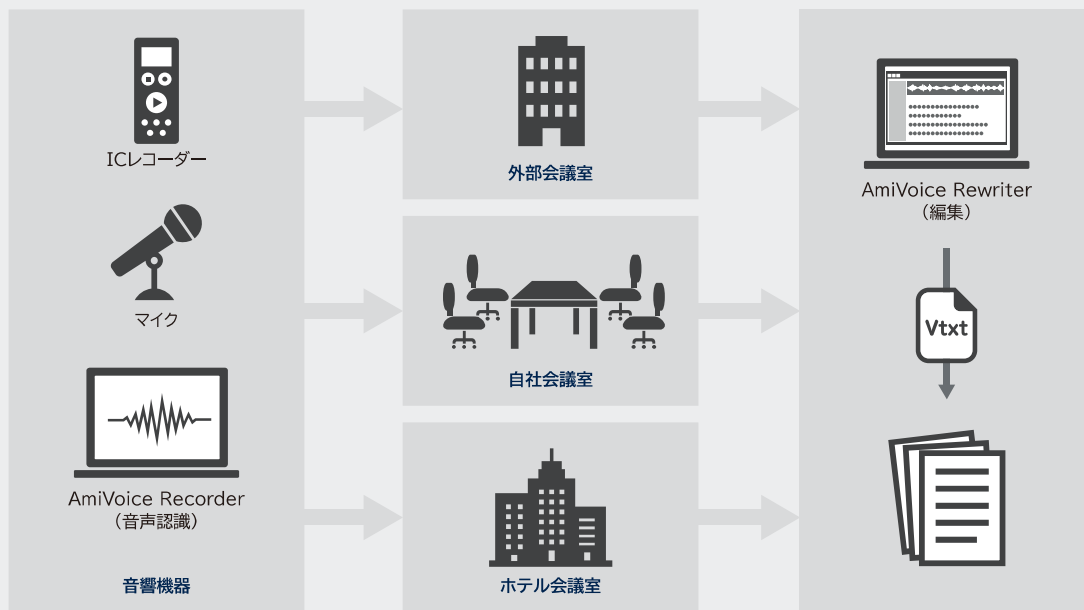 ICレコーダー
マイク
AmiVoice Recorder
（音声認識）
音響機器
外部会議室
自社会議室
ホテル会議室
AmiVoice Rewriter
（編集）
Vtxt